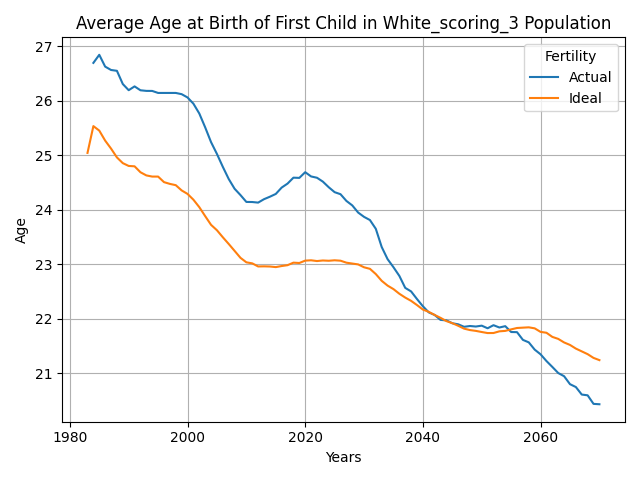 Average Age at Birth of First Child in White_scoring_3 Population
Fertility
Actual
Ideal
27
26
25
24
23
22
21
Age
1980
2000
2020
2040
2060
Years